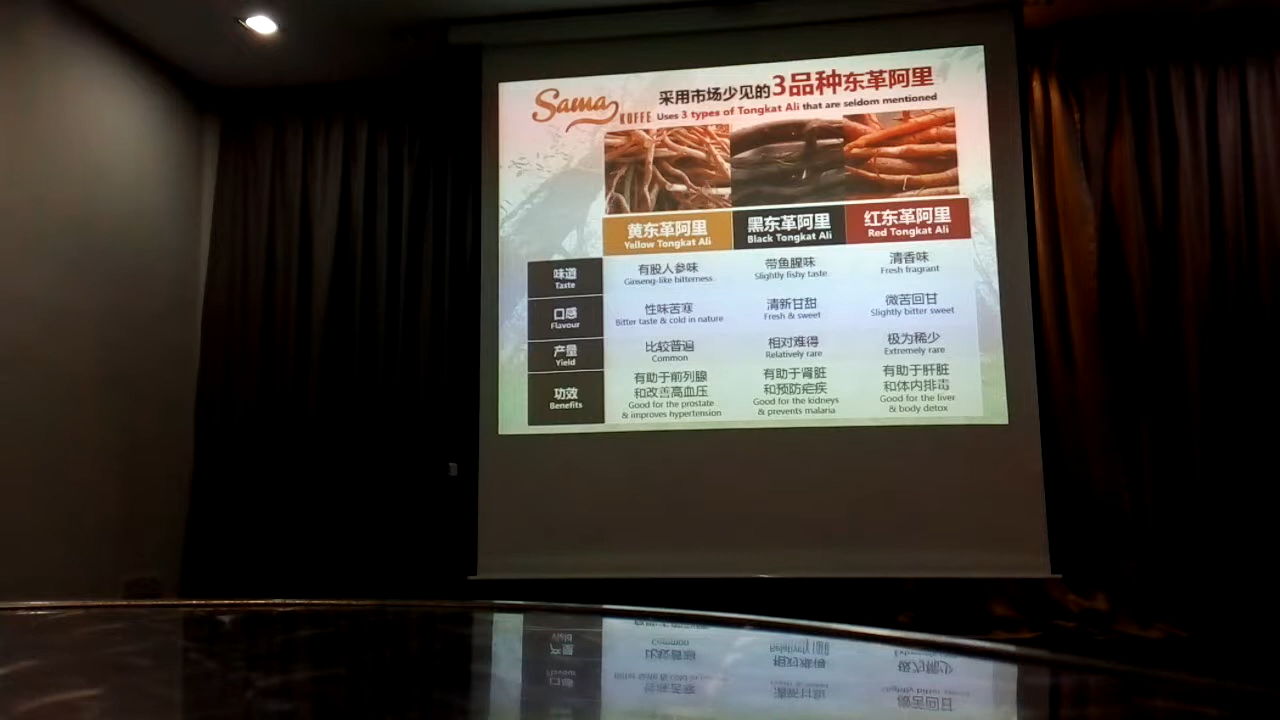 Sama KOFFE
采用市场少见的3品种东革阿里
Uses 3 types of Tongkat Ali that are seldom mentioned
黄东革阿里 黑东革阿里 红东革阿里
Yellow Tongkat Ali Black Tongkat Ali Red Tongkat Ali
味道 有股人参味 带鱼腥味 清香味
Taste Ginseng-like bitterness Slightly fishy taste Fresh fragrant
口感 性味苦寒 清新甘甜 微苦回甘
Flavour Bitter taste & cold in nature Fresh & sweet Slightly bitter sweet
产量 比较普遍 相对难得 极为稀少
Yield Common Relatively rare Extremely rare
功效 有助于前列腺 有助于肾脏 有助于肝脏
和改善高血压 和预防疟疾 和体内排毒
Benefits Good for the prostate Good for the kidneys Good for the liver
& improves hypertension & prevents malaria & body detox